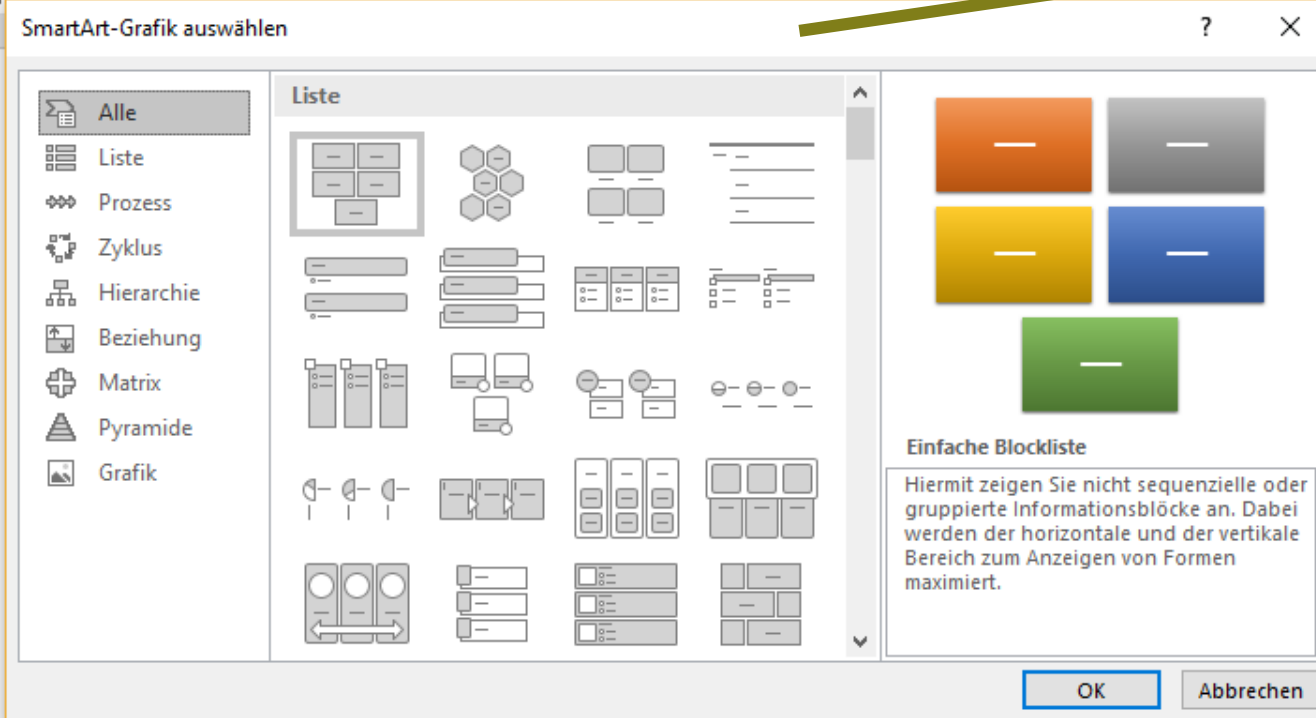 SmartArt-Grafik auswählen
?
Alle
Liste
Prozess
Zyklus
Hierarchie
Beziehung
Matrix
Pyramide
Grafik
Liste
Einfache Blockliste
Hiermit zeigen Sie nicht sequenzielle oder
gruppierte Informationsblöcke an. Dabei
werden der horizontale und der vertikale
Bereich zum Anzeigen von Formen
maximiert.
OK
Abbrechen